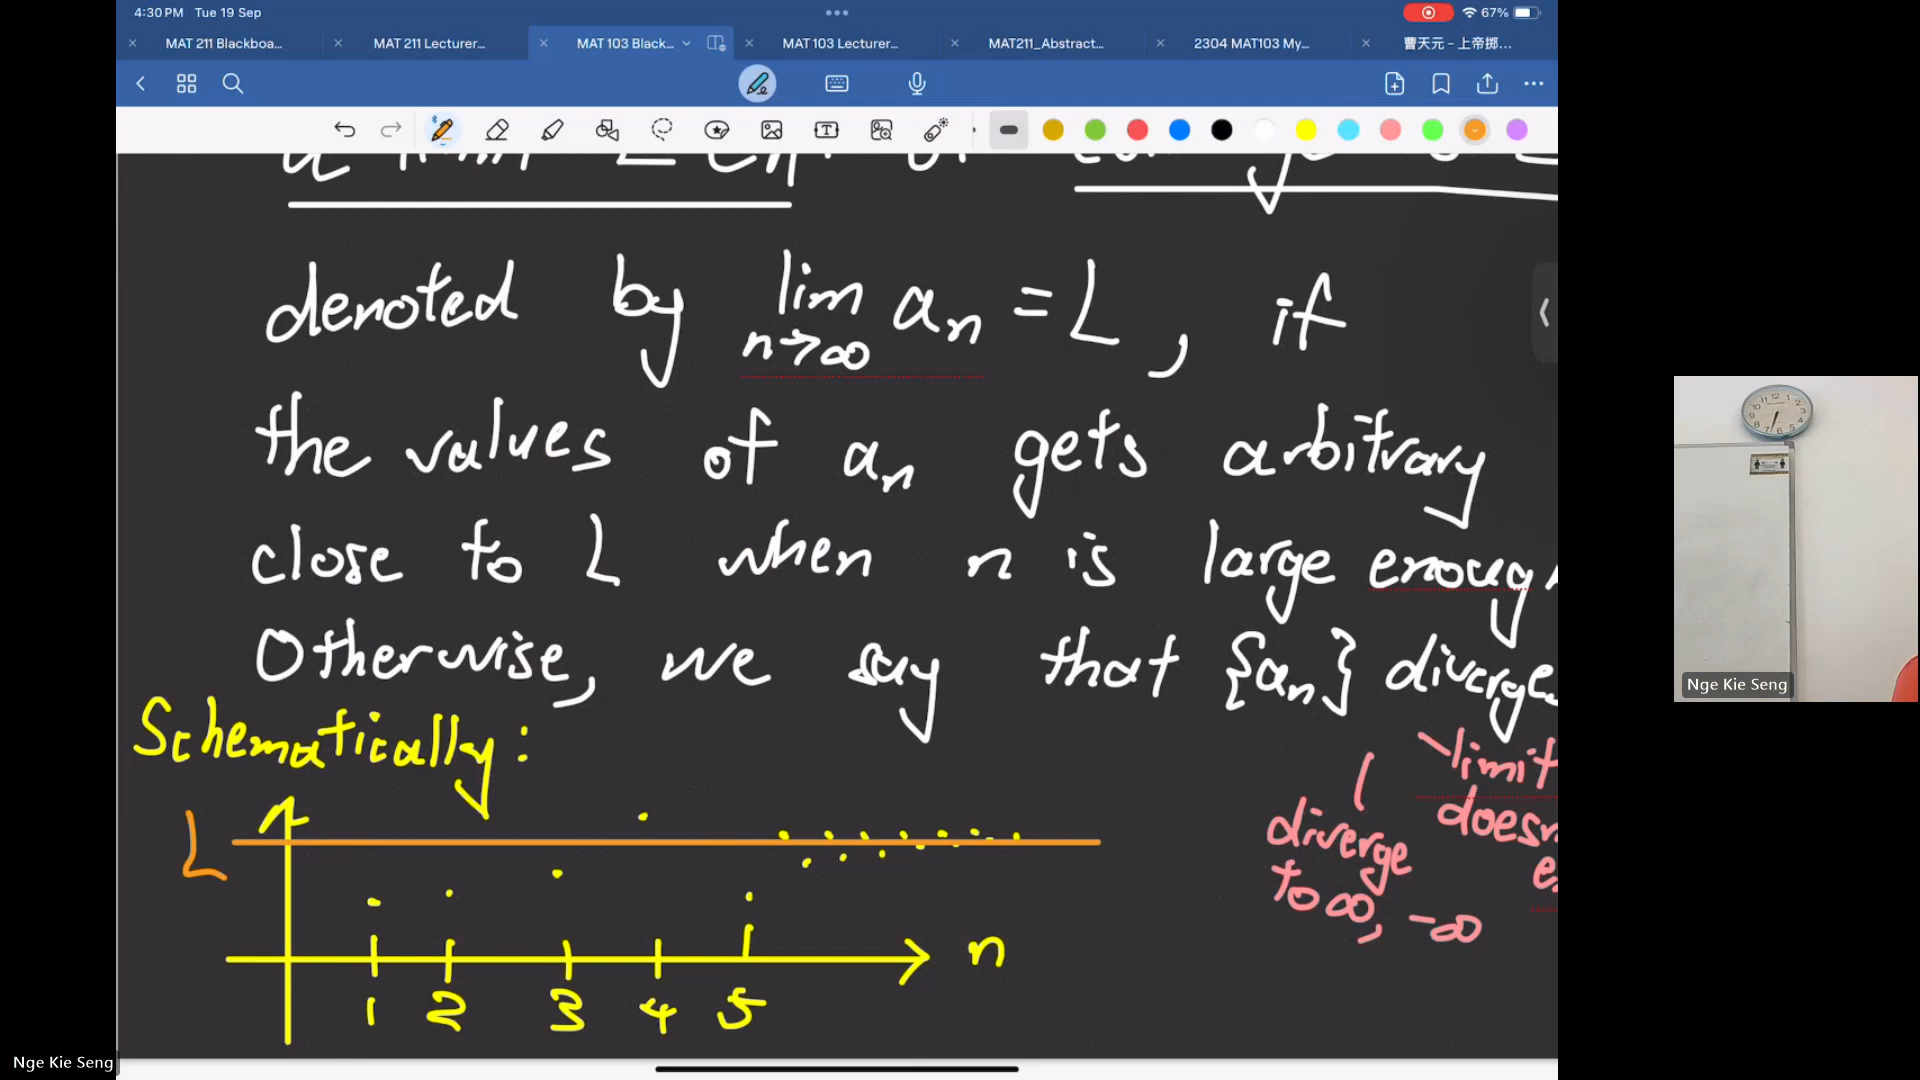 4:30 PM Tue 19 Sep
67%
MAT 211 Blackboa...
MAT 211 Lecturer...
MAT 103 Black...
MAT 103 Lecturer...
MAT211_Abstract...
2304 MAT103 My...
曹天元 - 上帝掷...
denoted by lim n→∞ an = L, if
the values of an gets arbitrary
close to L when n is large enough
Otherwise, we say that {an} diverge
Schematically:
limit
doesn
e
diverge
to ∞, -∞
L
n
1 2 3 4 5
Nge Kie Seng
Nge Kie Seng